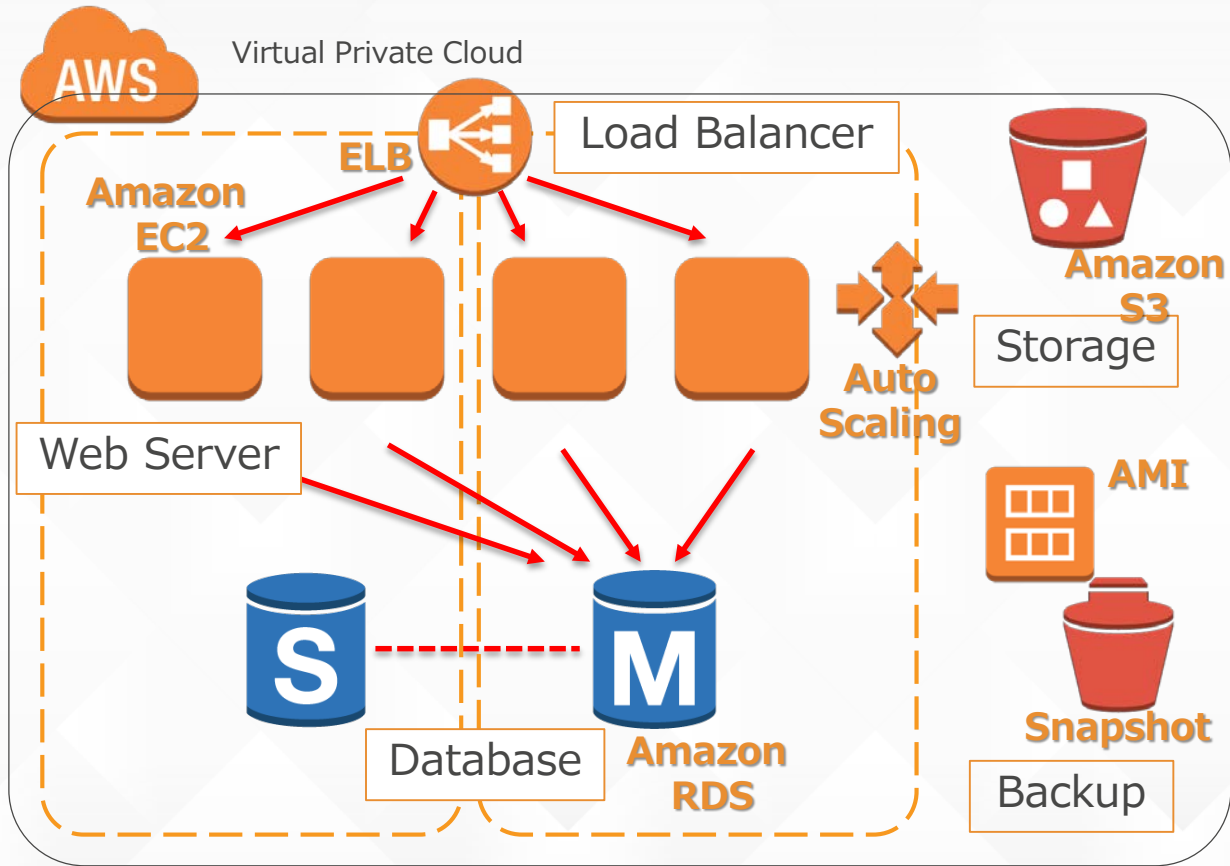 AWS
Virtual Private Cloud
Load Balancer
ELB
Amazon
EC2
Amazon
S3
Storage
Auto
Scaling
Web Server
AMI
S
M
Snapshot
Database
Amazon
RDS
Backup